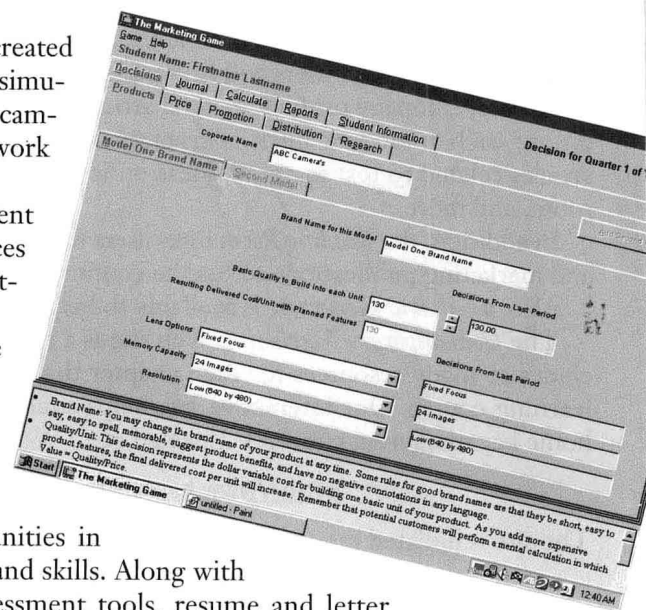 created
simu-
cam-
work
ent
ces
t-
The Marketing Game
Game Help
Student Name: Firstname Lastname
Decisions Journal Calculate Reports Student Information
Products Price Promotion Distribution Research
Decision for Quarter 1 of
Coporate Name ABC Camera's
Model One Brand Name Second Model
Brand Name for this Model Model One Brand Name
Decisions From Last Period
Basic Quality to Build into each Unit 130 130.00
Resulting Delivered Cost/Unit with Planned Features 130
Decisions From Last Period
Lens Options Fixed Focus Fixed Focus
Memory Capacity 24 Images 24 Images
Resolution Low (640 by 480) Low (640 by 480)
• Brand Name: You may change the brand name of your product at any time. Some rules for good brand names are that they be short, easy to
say, easy to spell, memorable, suggest product benefits, and have no negative connotations in any language.
• Quality/Unit: This decision represents the dollar variable cost for building one basic unit of your product. As you add more expensive
product features, the final delivered cost per unit will increase. Remember that potential customers will perform a mental calculation in which
Value = Quality/Price.
Start The Marketing Game untitled - Paint 12:40 AM
unities in
and skills. Along with
essment tools, resume and letter